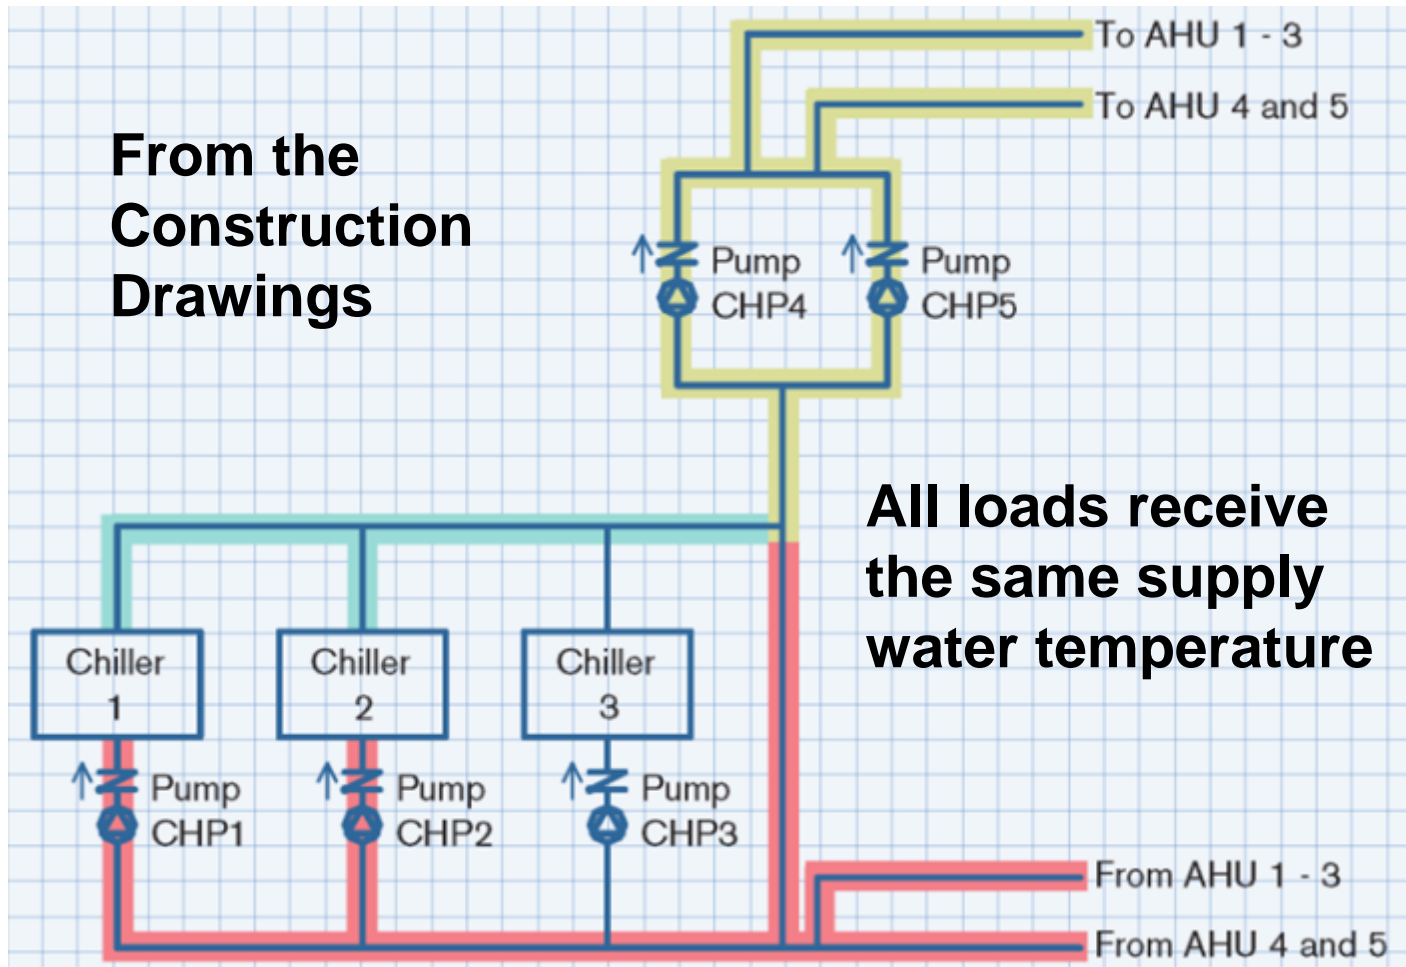 To AHU 1 - 3
To AHU 4 and 5
From the
Construction
Drawings
Pump
CHP4
Pump
CHP5
All loads receive
the same supply
water temperature
Chiller
1
Chiller
2
Chiller
3
Pump
CHP1
Pump
CHP2
Pump
CHP3
From AHU 1 - 3
From AHU 4 and 5